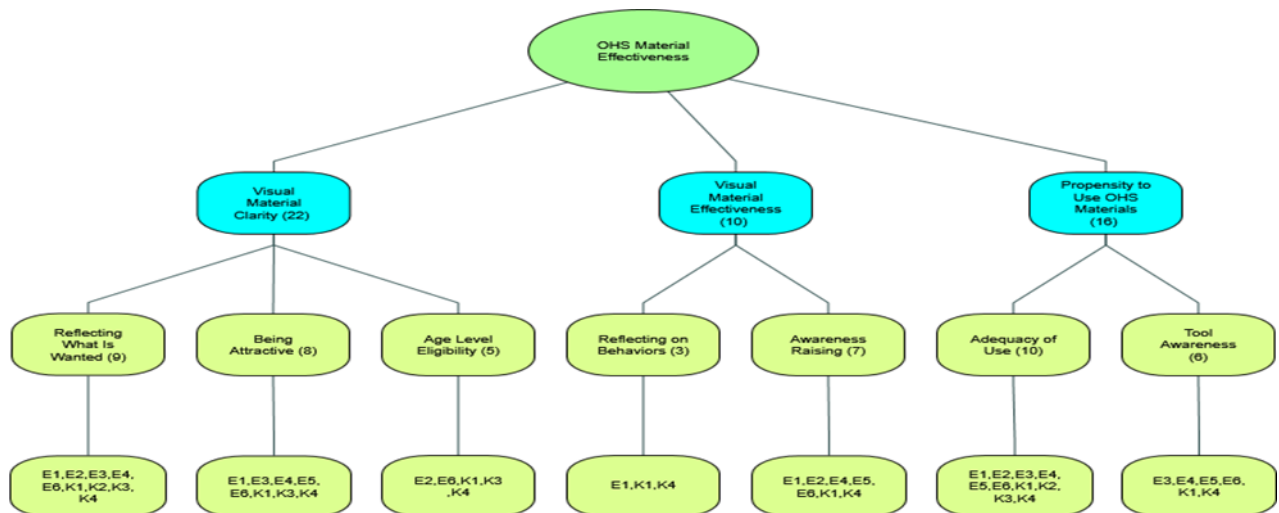 OHS Material
Effectiveness
Visual
Material
Clarity (22)
Visual
Material
Effectiveness
(10)
Propensity to
Use OHS
Materials
(16)
Reflecting
What Is
Wanted (9)
Being
Attractive (8)
Age Level
Eligibility (5)
Reflecting on
Behaviors (3)
Awareness
Raising (7)
Adequacy of
Use (10)
Tool
Awareness
(6)
E1,E2,E3,E4,
E6,K1,K2,K3,
K4
E1,E3,E4,E5,
E6,K1,K3,K4
E2,E6,K1,K3
,K4
E1,K1,K4
E1,E2,E4,E5,
E6,K1,K4
E1,E2,E3,E4,
E5,E6,K1,K2,
K3,K4
E3,E4,E5,E6,
K1,K4